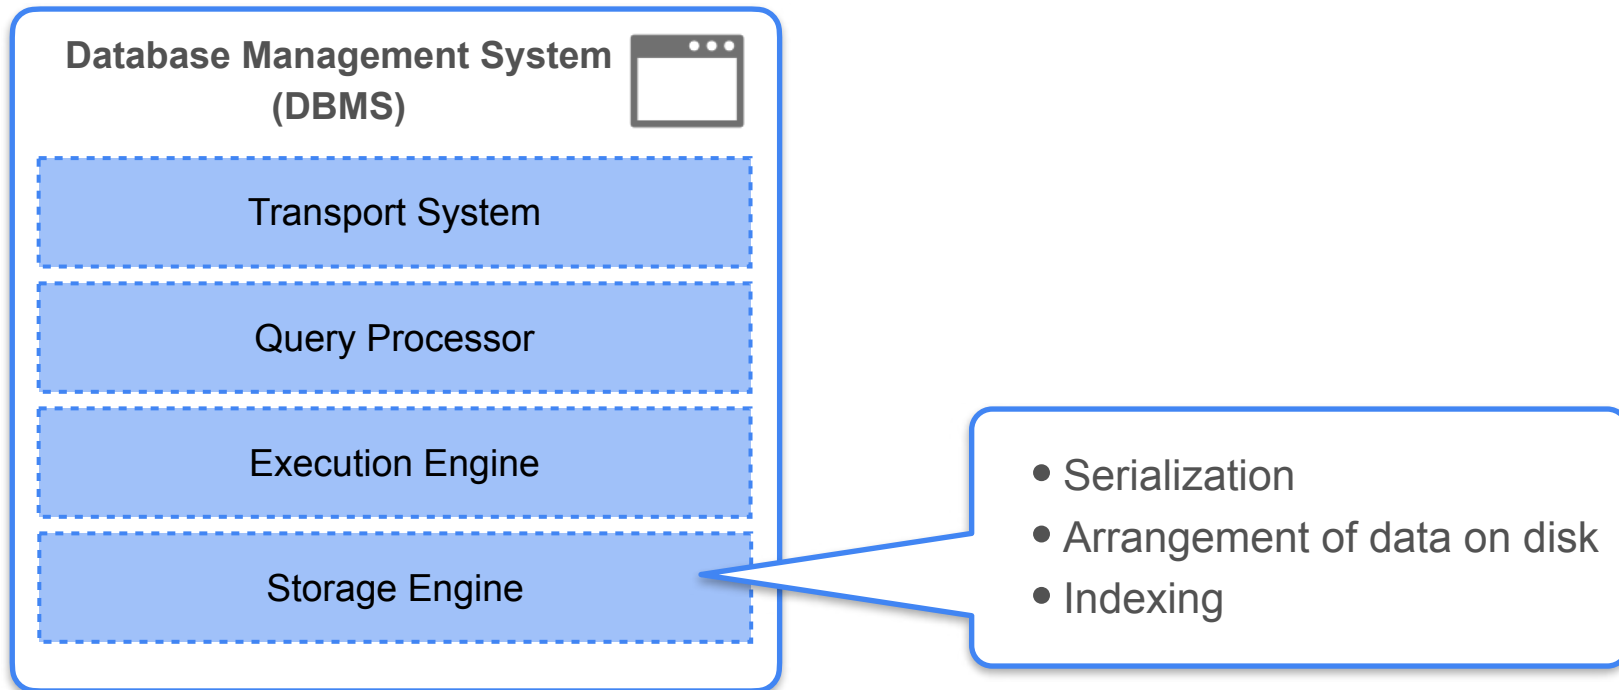 Database Management System
(DBMS)
Transport System
Query Processor
Execution Engine
Storage Engine
• Serialization
• Arrangement of data on disk
• Indexing